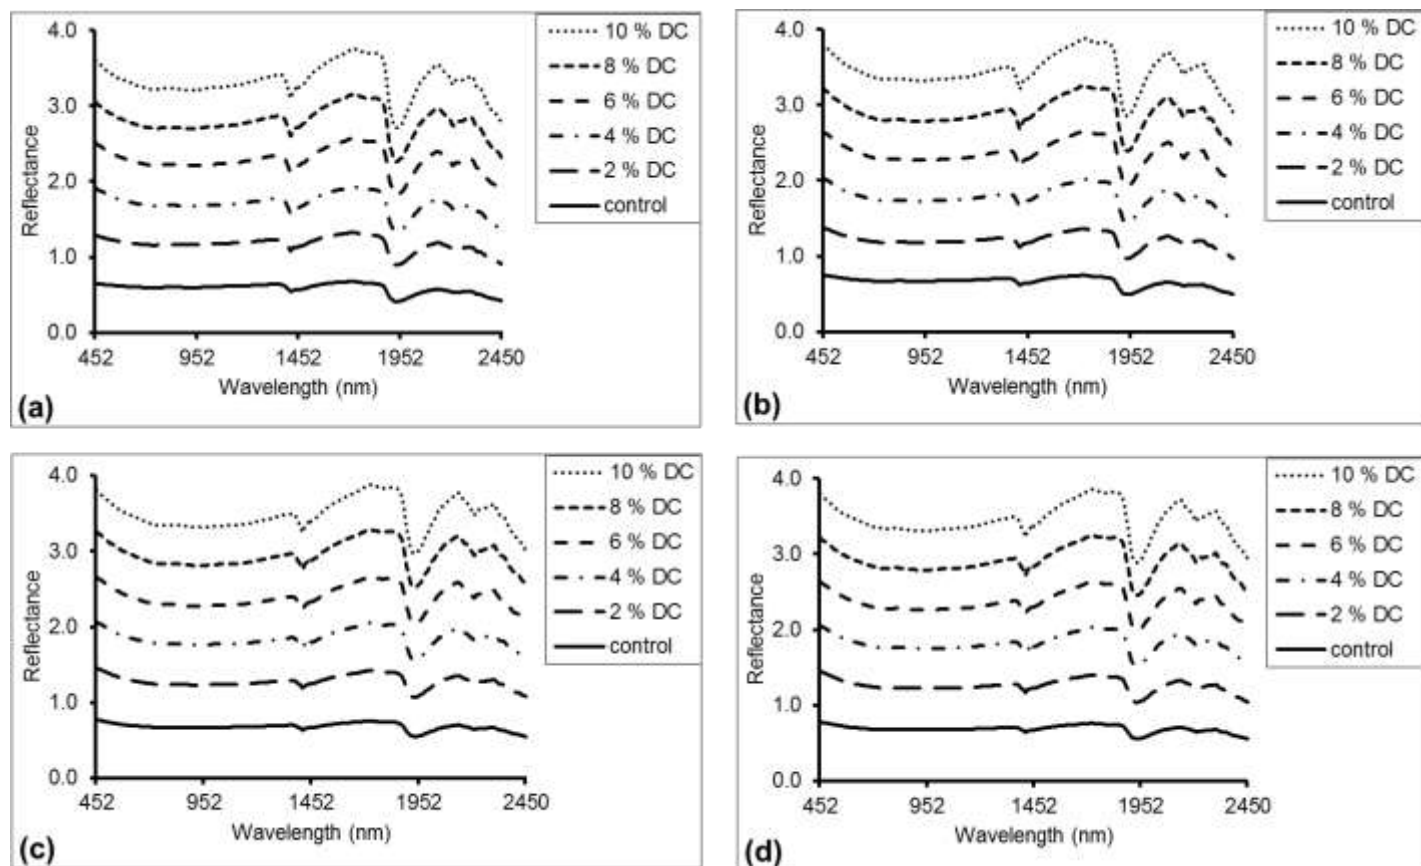 4.0
3.0
2.0
1.0
0.0
Reflectance
452 952 1452 1952 2450
Wavelength (nm)
10 % DC
8 % DC
6 % DC
4 % DC
2 % DC
control
(a)
4.0
3.0
2.0
1.0
0.0
Reflectance
452 952 1452 1952 2450
Wavelength (nm)
10 % DC
8 % DC
6 % DC
4 % DC
2 % DC
control
(b)
4.0
3.0
2.0
1.0
0.0
Reflectance
452 952 1452 1952 2450
Wavelength (nm)
10 % DC
8 % DC
6 % DC
4 % DC
2 % DC
control
(c)
4.0
3.0
2.0
1.0
0.0
Reflectance
452 952 1452 1952 2450
Wavelength (nm)
10 % DC
8 % DC
6 % DC
4 % DC
2 % DC
control
(d)